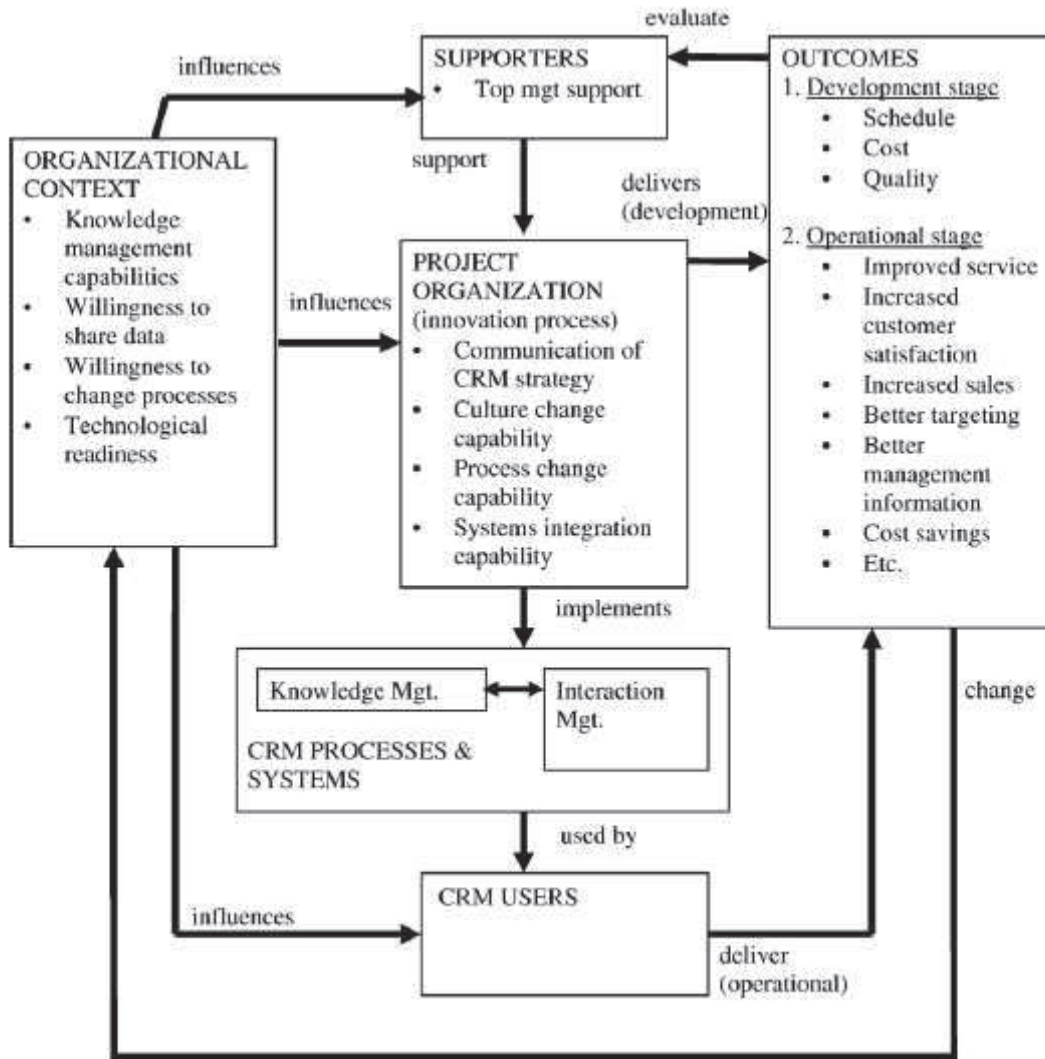 evaluate
influences
SUPPORTERS
• Top mgt support
OUTCOMES
1. Development stage
• Schedule
• Cost
• Quality
2. Operational stage
• Improved service
• Increased
customer
satisfaction
• Increased sales
• Better targeting
• Better
management
information
• Cost savings
• Etc.
support
delivers
(development)
ORGANIZATIONAL
CONTEXT
• Knowledge
management
capabilities
• Willingness to
share data
• Willingness to
change processes
• Technological
readiness
influences
PROJECT
ORGANIZATION
(innovation process)
• Communication of
CRM strategy
• Culture change
capability
• Process change
capability
• Systems integration
capability
implements
Knowledge Mgt.
Interaction
Mgt.
CRM PROCESSES &
SYSTEMS
change
used by
CRM USERS
influences
deliver
(operational)